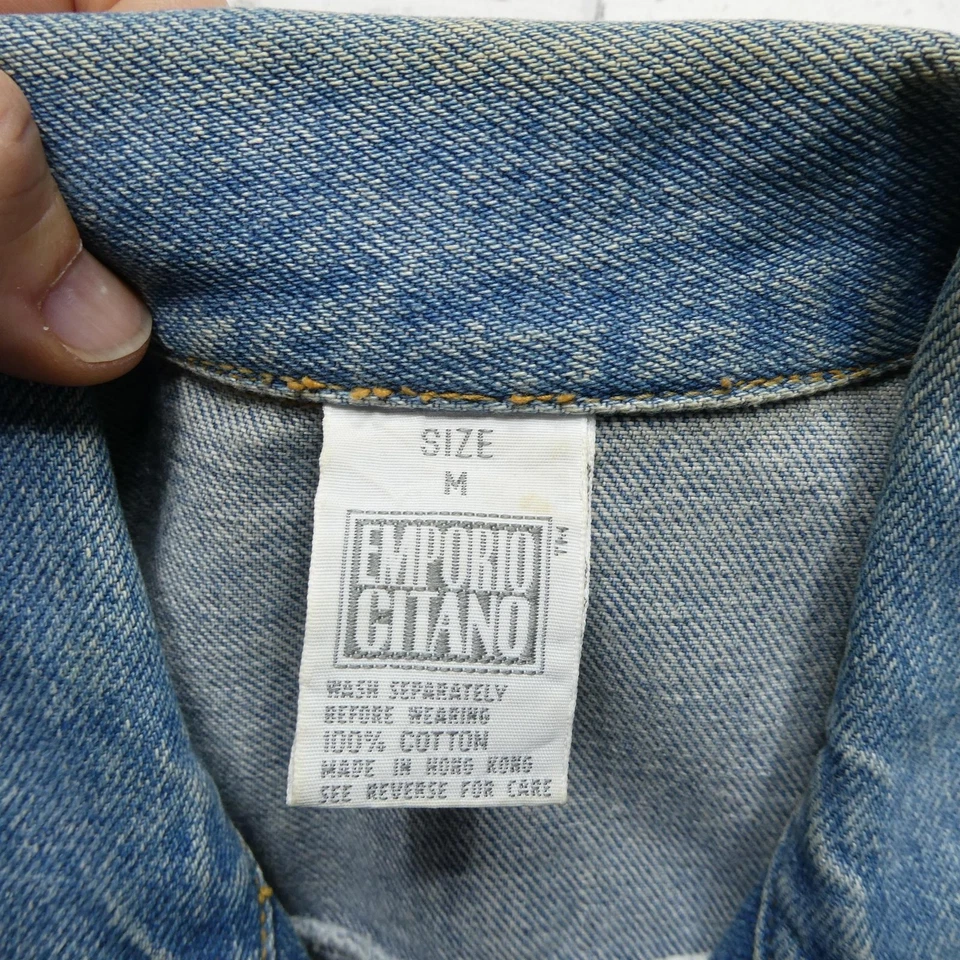 SIZE
M
EMPORIO
GITANO
TM
WASH SEPARATELY
BEFORE WEARING
100% COTTON
MADE IN HONG KONG
SEE REVERSE FOR CARE